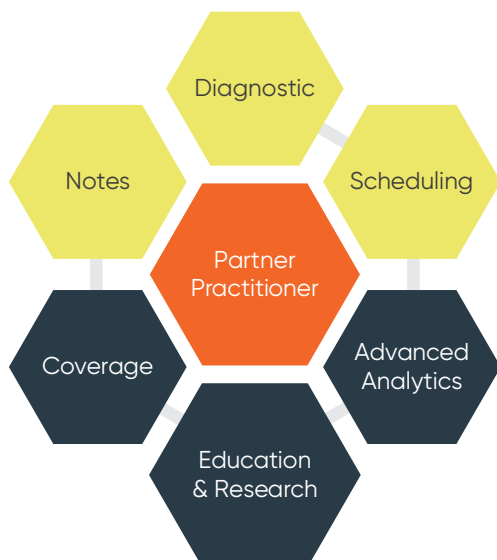 Diagnostic
Notes
Scheduling
Partner
Practitioner
Coverage
Advanced
Analytics
Education
& Research